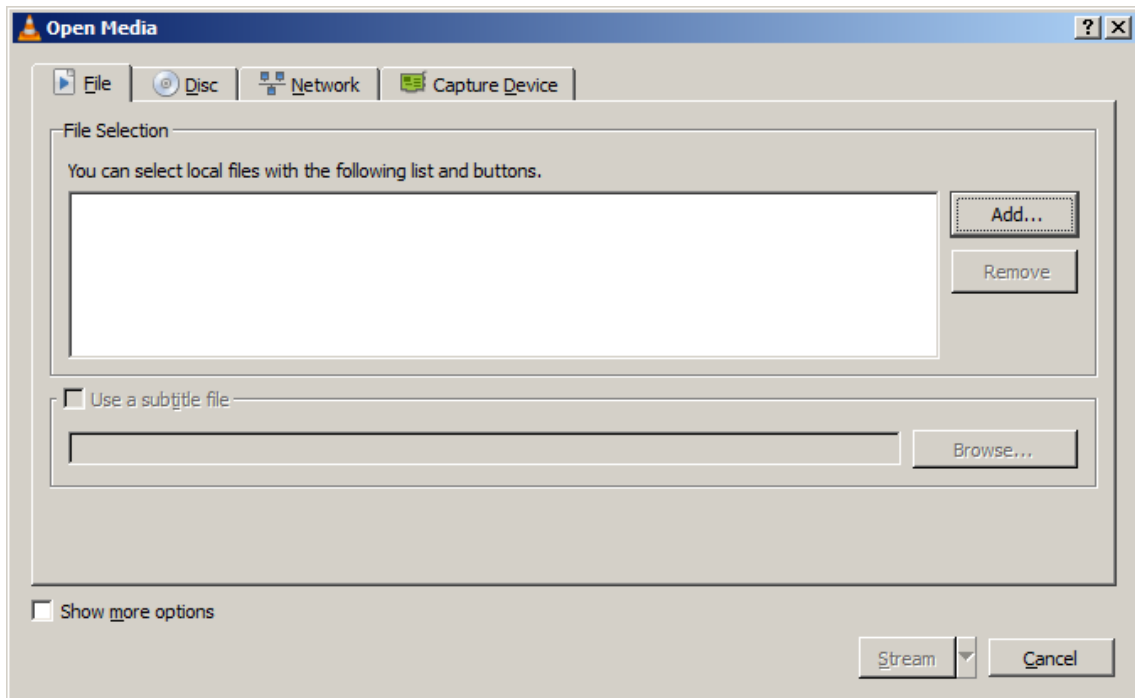 Open Media
File Disc Network Capture Device
File Selection
You can select local files with the following list and buttons.
Add...
Remove
Use a subtitle file
Browse...
Show more options
Stream Cancel